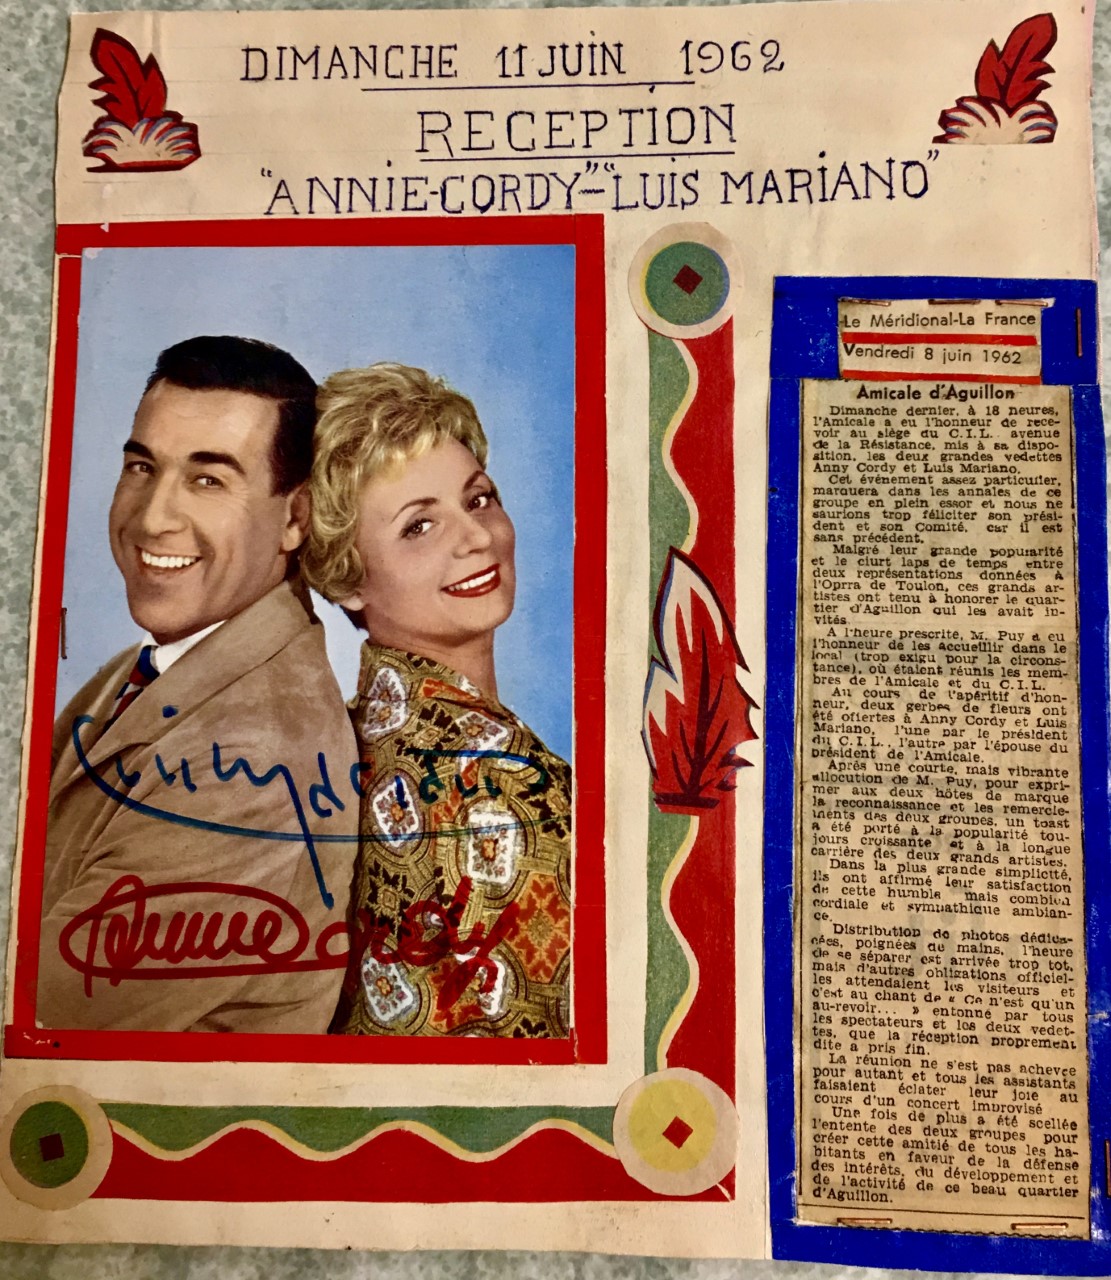 DIMANCHE 11 JUIN 1962
RECEPTION
"ANNIE-CORDY"-"LUIS MARIANO"
Annie Cordy
Le Méridional-La France
Vendredi 8 juin 1962
Amicale d'Aguillon
Dimanche dernier, à 18 neures,
l'Amicale a eu l'honneur de rece-
voir au siège du C.I.L. avenue
de la Résistance, mis à sa dispo-
sition, les deux grandes vedettes
Anny Cordy et Luis Mariano.
Cet événement assez particulier,
marquera dans les annales de ce
groupe en plein essor et nous ne
saurions trop féliciter son prési-
dent et son Comité, car il est
sans précédent.
Malgré leur grande popularité
et le clurt laps de temps entre
deux représentations données à
l'Oprra de Toulon, ces grands ar-
tistes ont tenu à honorer le quar-
tier d'Aguillon qui les avait in-
vités.
A l'heure prescrite, M. Puy a eu
l'honneur de les accueillir dans le
local (trop exigu pour la circons-
tance), où étaient réunis les mem-
bres de l'Amicale et du C.I.L.
Au cours de l'apéritif d'hon-
neur, deux gerbes de fleurs ont
été offertes à Anny Cordy et Luis
Mariano, l'une par le président
du C.I.L., l'autre par l'épouse du
président de l'Amicale.
Après une courte, mais vibrante
allocution de M. Puy, pour expri-
mer aux deux hôtes de marque
la reconnaissance et les remercie-
ments des deux groupes, un toast
a été porté à la popularité tou-
jours croissante et à la longue
carrière des deux grands artistes.
Dans la plus grande simplicité,
ils ont affirmé leur satisfaction
de cette humble mais combien
cordiale et sympathique ambian-
ce.
Distribution de photos dédica-
cées, poignées de mains, l'heure
de se séparer est arrivée trop tot,
mais d'autres obligations officiel-
les attendaient les visiteurs et
c'est au chant de « Ce n'est qu'un
au-revoir... » entonné par tous
les spectateurs et les deux vedet-
tes, que la réception proprement
dite a pris fin.
La réunion ne s'est pas achevée
pour autant et tous les assistants
faisaient éclater leur joie au
cours d'un concert improvisé
Une fois de plus a été scellée
l'entente des deux groupes pour
créer cette amitié de tous les ha-
bitants en faveur de la défense
des intérêts, du développement et
de l'activité de ce beau quartier
d'Aguillon.